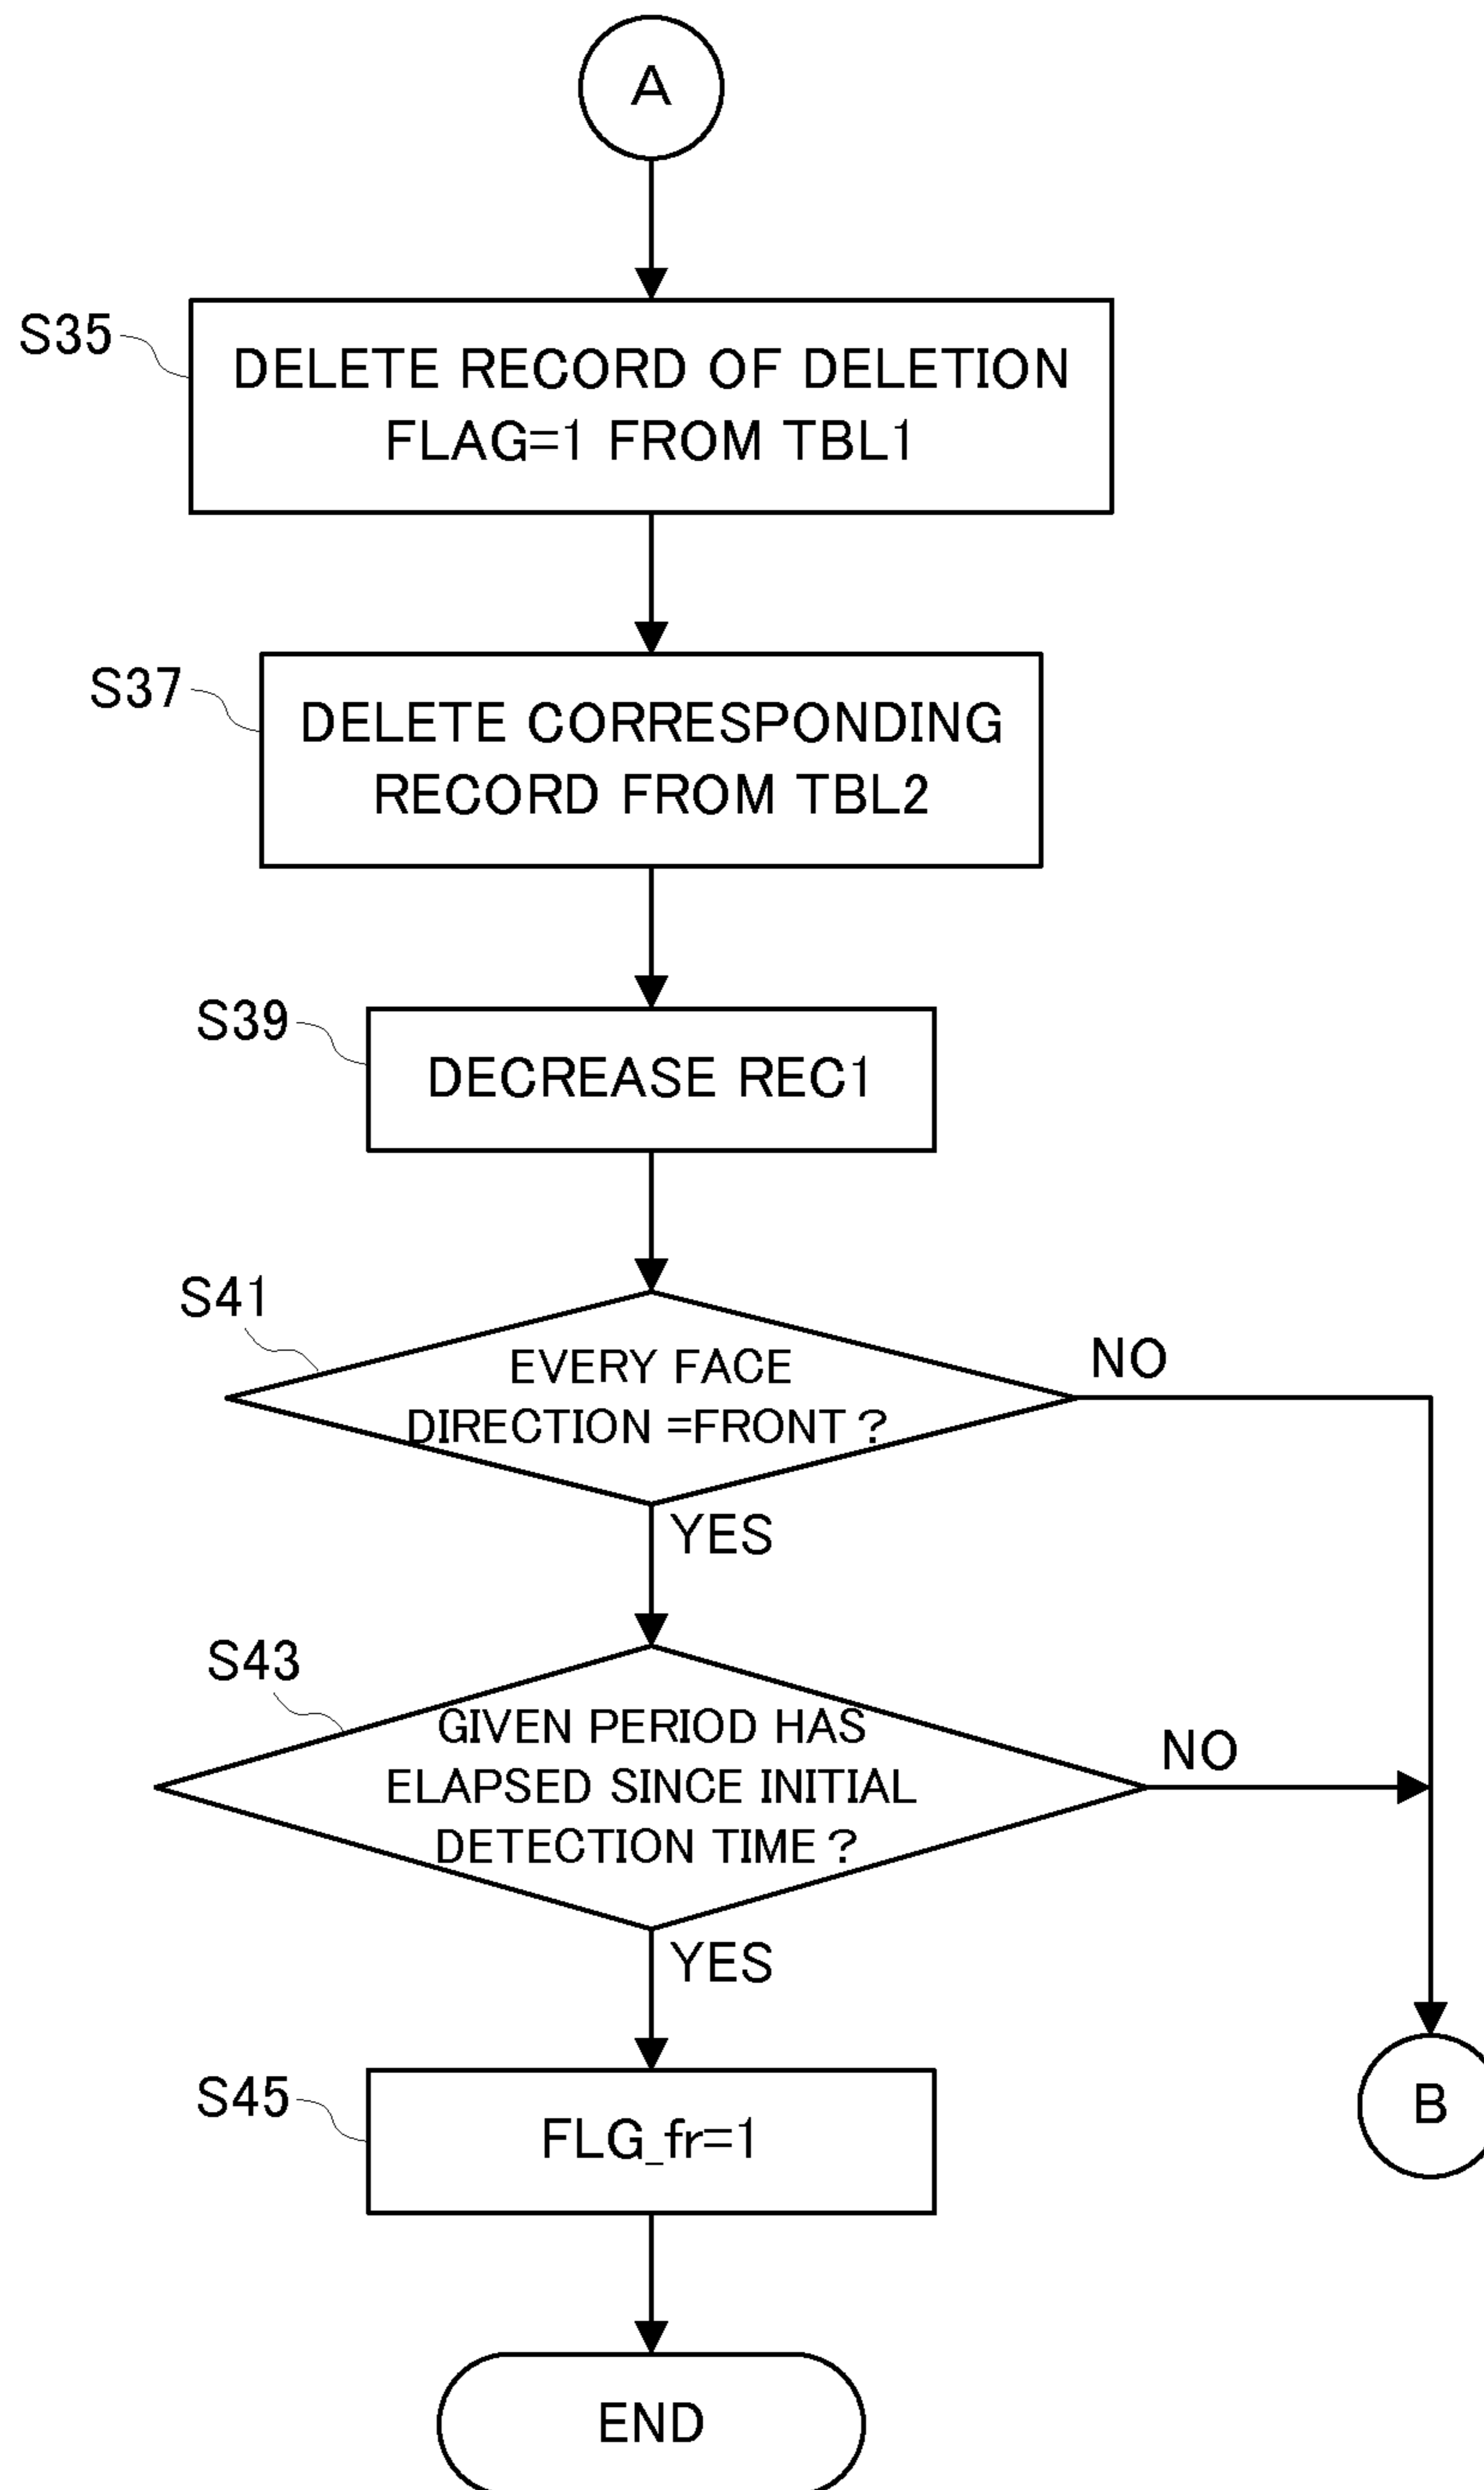 A
S35
DELETE RECORD OF DELETION
FLAG=1 FROM TBL1
S37
DELETE CORRESPONDING
RECORD FROM TBL2
S39
DECREASE REC1
S41
EVERY FACE
DIRECTION =FRONT ?
NO
YES
S43
GIVEN PERIOD HAS
ELAPSED SINCE INITIAL
DETECTION TIME ?
NO
YES
S45
FLG_fr=1
B
END